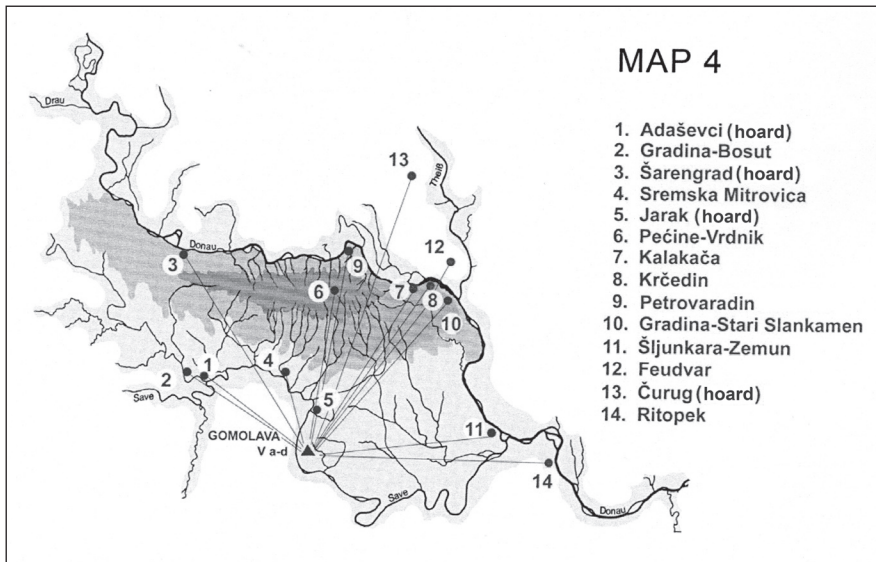 MAP 4
1. Adaševci (hoard)
2. Gradina-Bosut
3. Šarengrad (hoard)
4. Sremska Mitrovica
5. Jarak (hoard)
6. Pećine-Vrdnik
7. Kalakača
8. Krčedin
9. Petrovaradin
10. Gradina-Stari Slankamen
11. Šljunkara-Zemun
12. Feudvar
13. Čurug (hoard)
14. Ritopek
Drau
Theiß
13
12
Donau
3
9
6
7
8
10
2
1
4
Save
5
GOMOLAVA
V a-d
11
14
Save
Donau